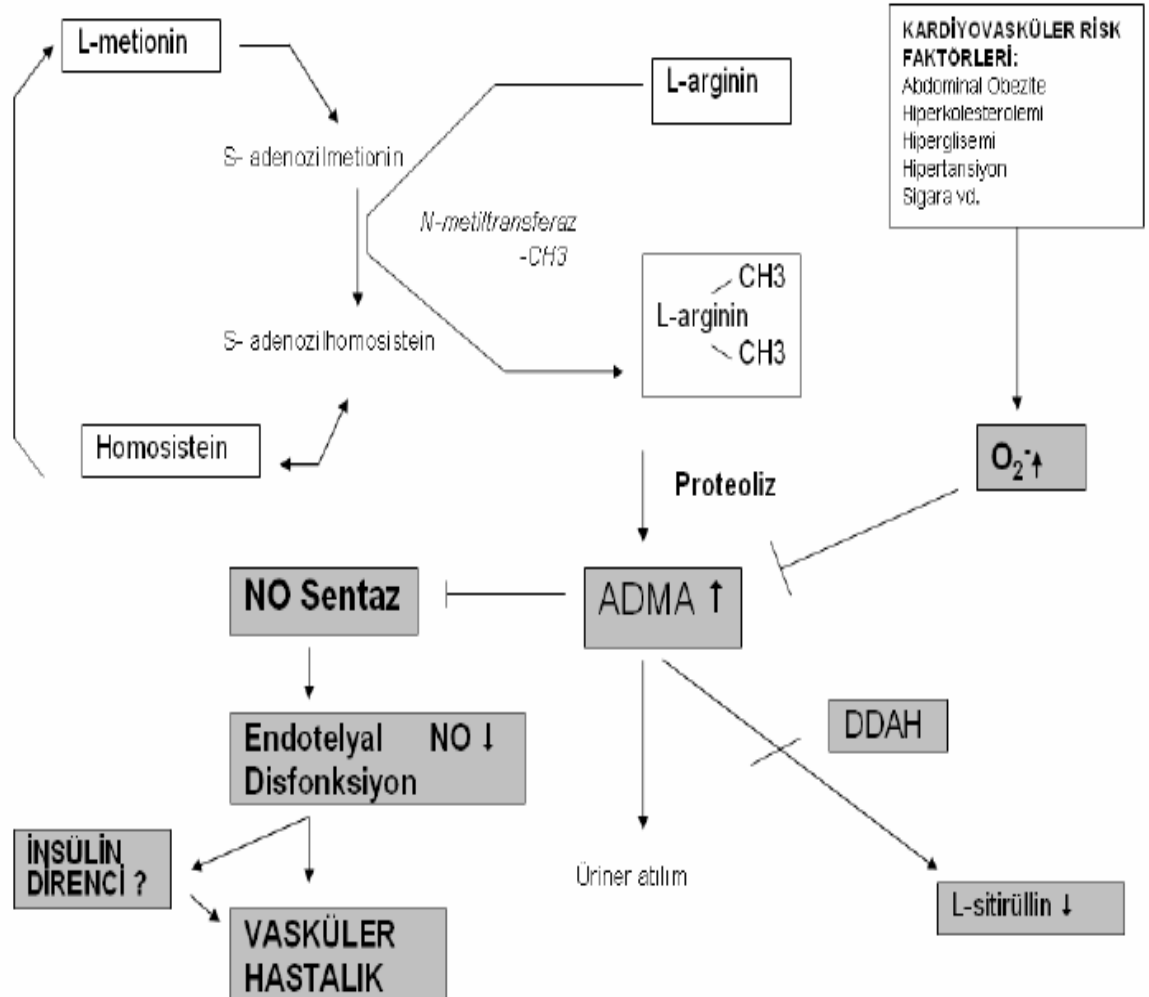 L-metionin
L-arginin
KARDİYOVASKÜLER RİSK
FAKTÖRLERİ:
Abdominal Obezite
Hiperkolesterolemi
Hiperglisemi
Hipertansiyon
Sigara vd.
S- adenozilmetionin
N-metiltransferaz
-CH3
CH3
L-arginin
CH3
S- adenozilhomosistein
Homosistein
O₂⁻↑
Proteoliz
NO Sentaz
ADMA ↑
DDAH
Endotelyal NO ↓
Disfonksiyon
İNSÜLİN
DİRENCİ ?
Üriner atılım
L-sitirüllin ↓
VASKÜLER
HASTALIK